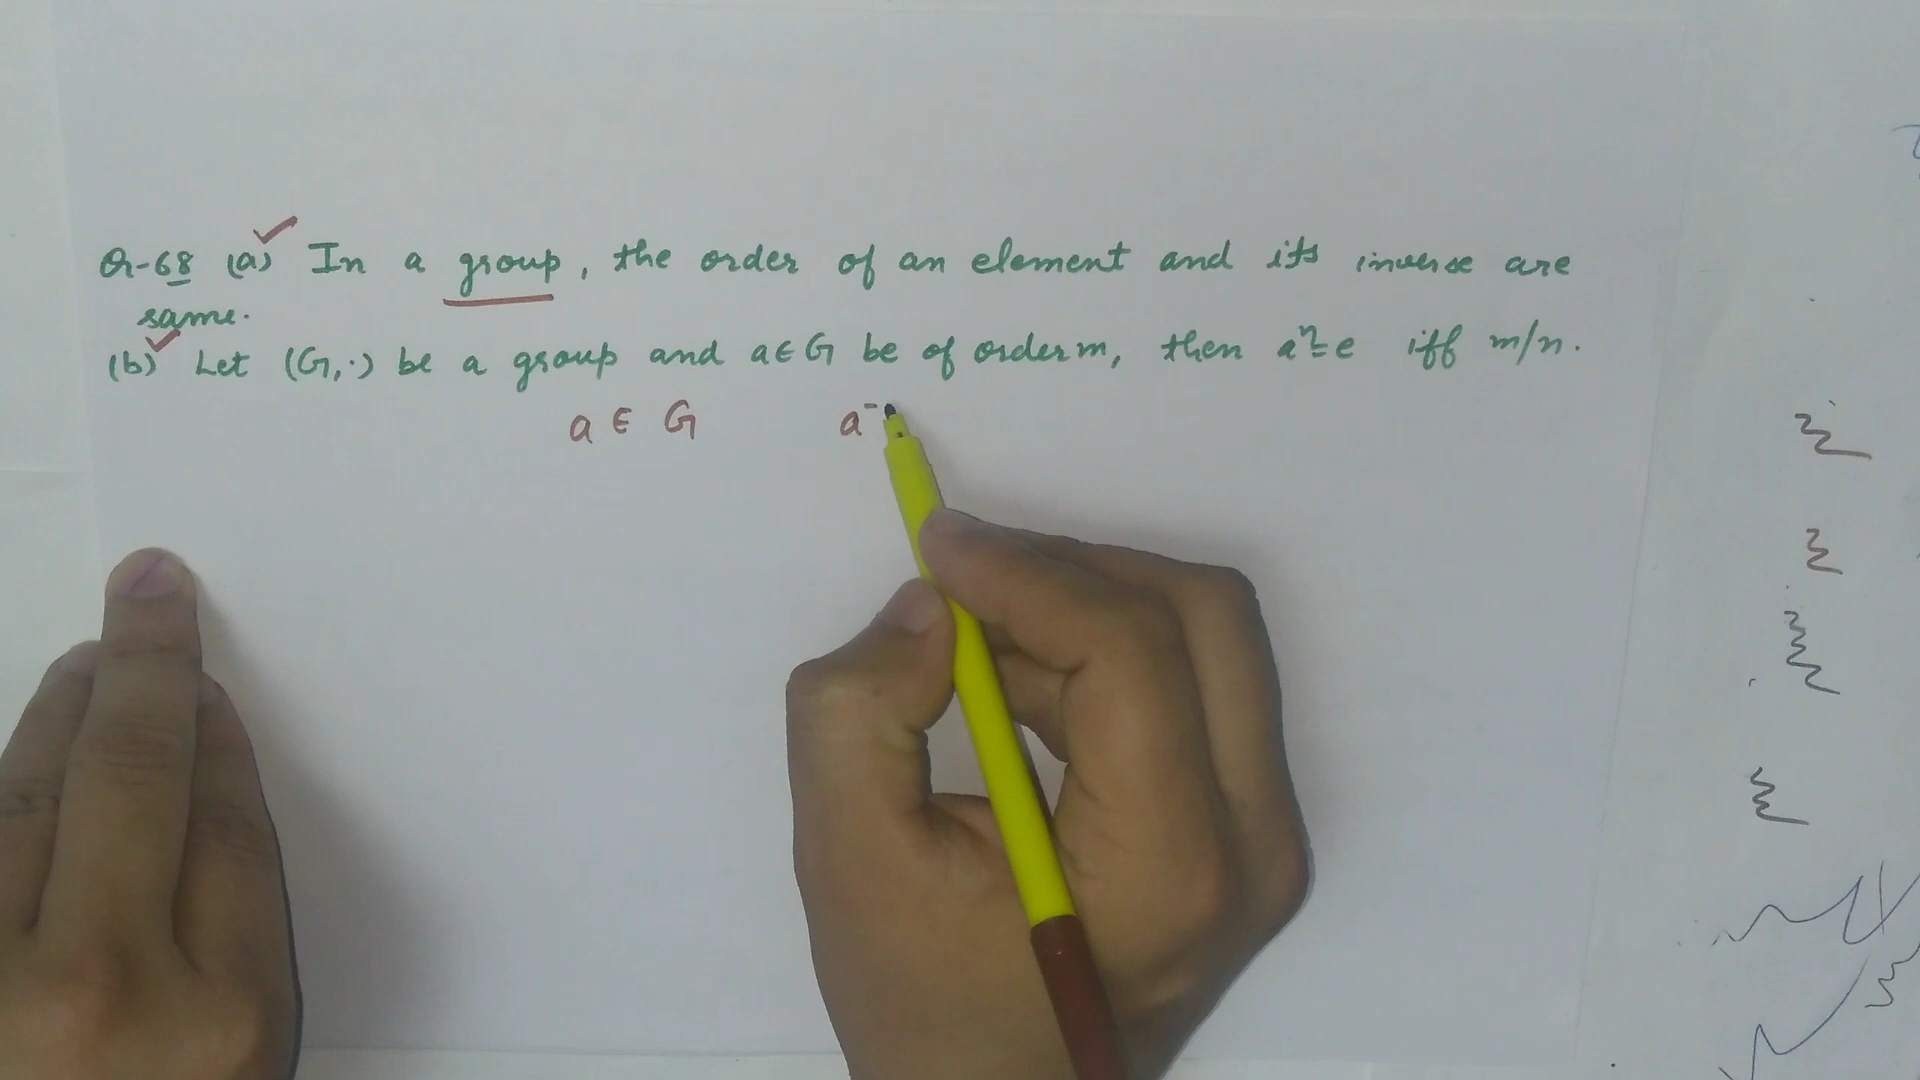 Q-68 (a) In a group, the order of an element and its inverse are
same.
(b) Let (G,·) be a group and a∈G be of order m, then aⁿ=e iff m/n.
a ∈ G a⁻